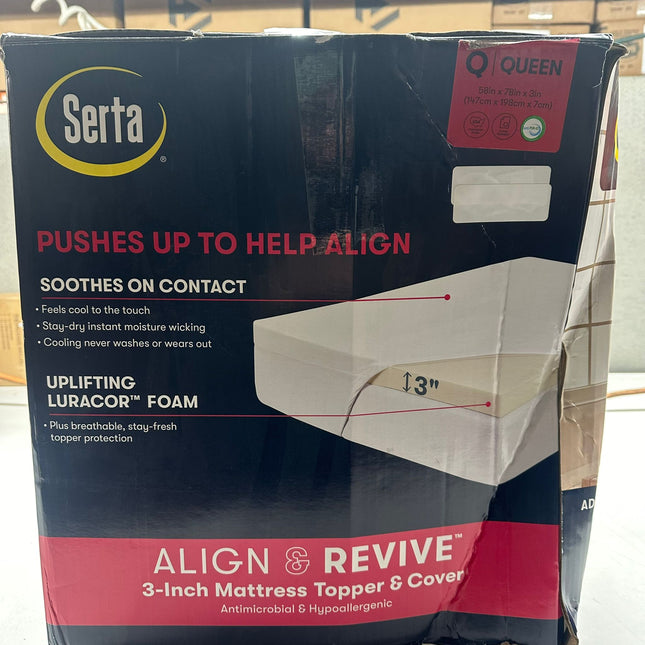 Serta
®
Q | QUEEN
58in x 78in x 3in
(147cm x 198cm x 7cm)
PUSHES UP TO HELP ALIGN
SOOTHES ON CONTACT
• Feels cool to the touch
• Stay-dry instant moisture wicking
• Cooling never washes or wears out
3"
UPLIFTING
LURACOR™ FOAM
• Plus breathable, stay-fresh
topper protection
AD
ALIGN & REVIVE™
3-Inch Mattress Topper & Cover
Antimicrobial & Hypoallergenic